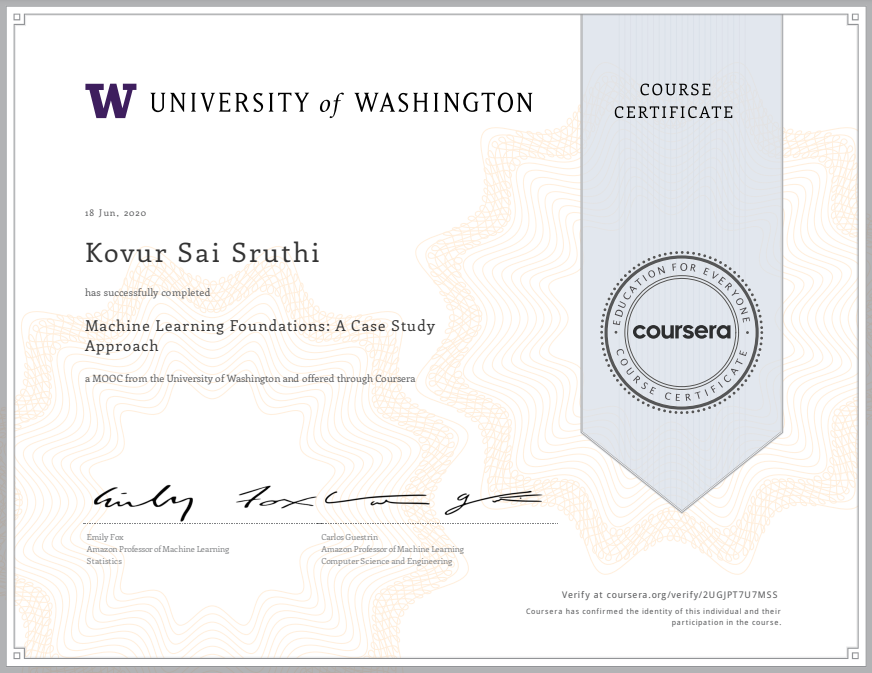 W UNIVERSITY of WASHINGTON
COURSE
CERTIFICATE
18 Jun, 2020
Kovur Sai Sruthi
has successfully completed
Machine Learning Foundations: A Case Study
Approach
a MOOC from the University of Washington and offered through Coursera
EDUCATION FOR EVERYONE
coursera
COURSE CERTIFICATE
Emily Fox
Carlos Guestrin
Emily Fox
Amazon Professor of Machine Learning
Statistics
Carlos Guestrin
Amazon Professor of Machine Learning
Computer Science and Engineering
Verify at coursera.org/verify/2UGJPT7U7MSS
Coursera has confirmed the identity of this individual and their
participation in the course.